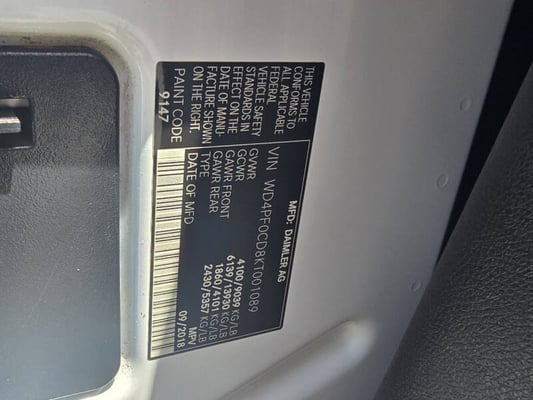 MFD: DAIMLER AG
VIN WD4PF0CD8KT001089
THIS VEHICLE
CONFORMS TO
ALL APPLICABLE
FEDERAL
VEHICLE SAFETY
STANDARDS IN
EFFECT ON THE
DATE OF MANU-
FACTURE SHOWN
ON THE RIGHT.
GVWR 4100/9039 KG/LB
GCWR 6139/13930 KG/LB
GAWR FRONT 1860/4101 KG/LB
GAWR REAR 2430/5357 KG/LB
TYPE MPV
DATE OF MFD 09/2018
PAINT CODE
9147